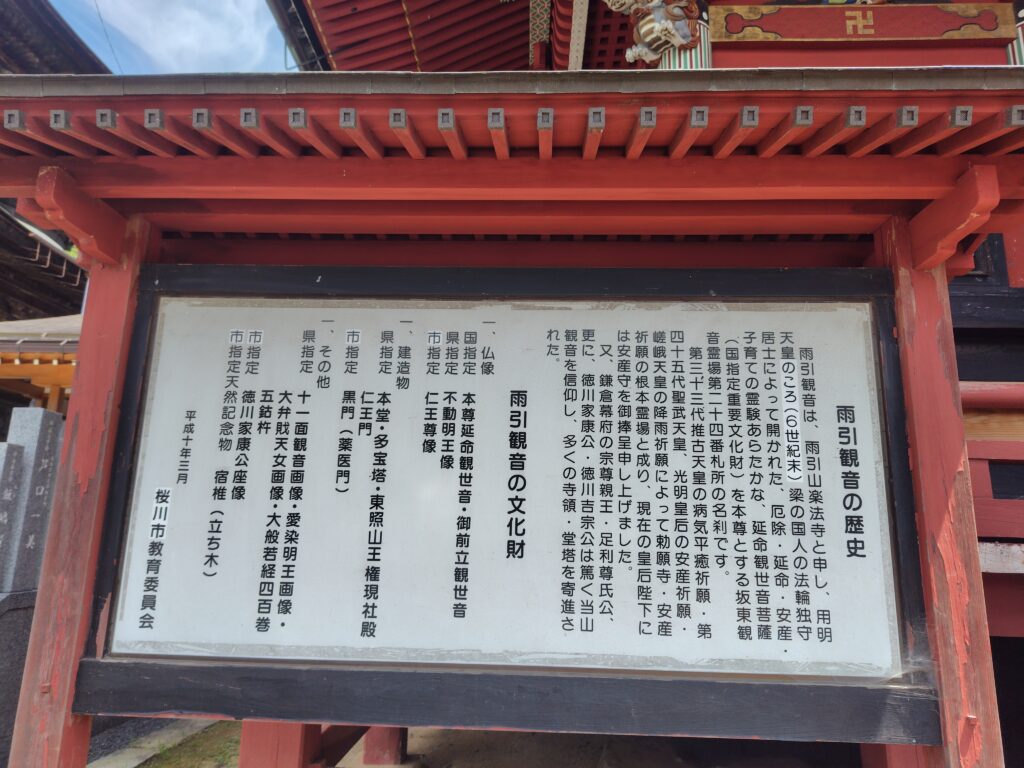 卍
雨引観音の歴史
雨引観音は、雨引山楽法寺と申し、用明
天皇のころ(6世紀末)梁の国人の法輪独守
居士によって開かれた、厄除・延命・安産・
子育ての霊験あらたかな、延命観世音菩薩
(国指定重要文化財)を本尊とする坂東観
音霊場第二十四番札所の名刹です。
第三十三代推古天皇の病気平癒祈願・第
四十五代聖武天皇、光明皇后の安産祈願・
嵯峨天皇の降雨祈願によって勅願寺・安産
祈願の根本霊場と成り、現在の皇后陛下に
は安産守を御捧呈申し上げました。
又、鎌倉幕府の宗尊親王・足利尊氏公、
更に、徳川家康公・徳川吉宗公は篤く当山
観音を信仰し、多くの寺領・堂塔を寄進さ
れた。
雨引観音の文化財
一、仏像
国指定 本尊延命観世音・御前立観世音
県指定 不動明王像
市指定 仁王尊像
一、建造物
県指定 本堂・多宝塔・東照山王権現社殿
仁王門
市指定 黒門(薬医門)
一、その他
県指定 十一面観音画像・愛染明王画像・
大弁戝天女画像・大般若経四百巻
五鈷杵
市指定 徳川家康公座像
市指定天然記念物 宿椎(立ち木)
平成十年三月
桜川市教育委員会